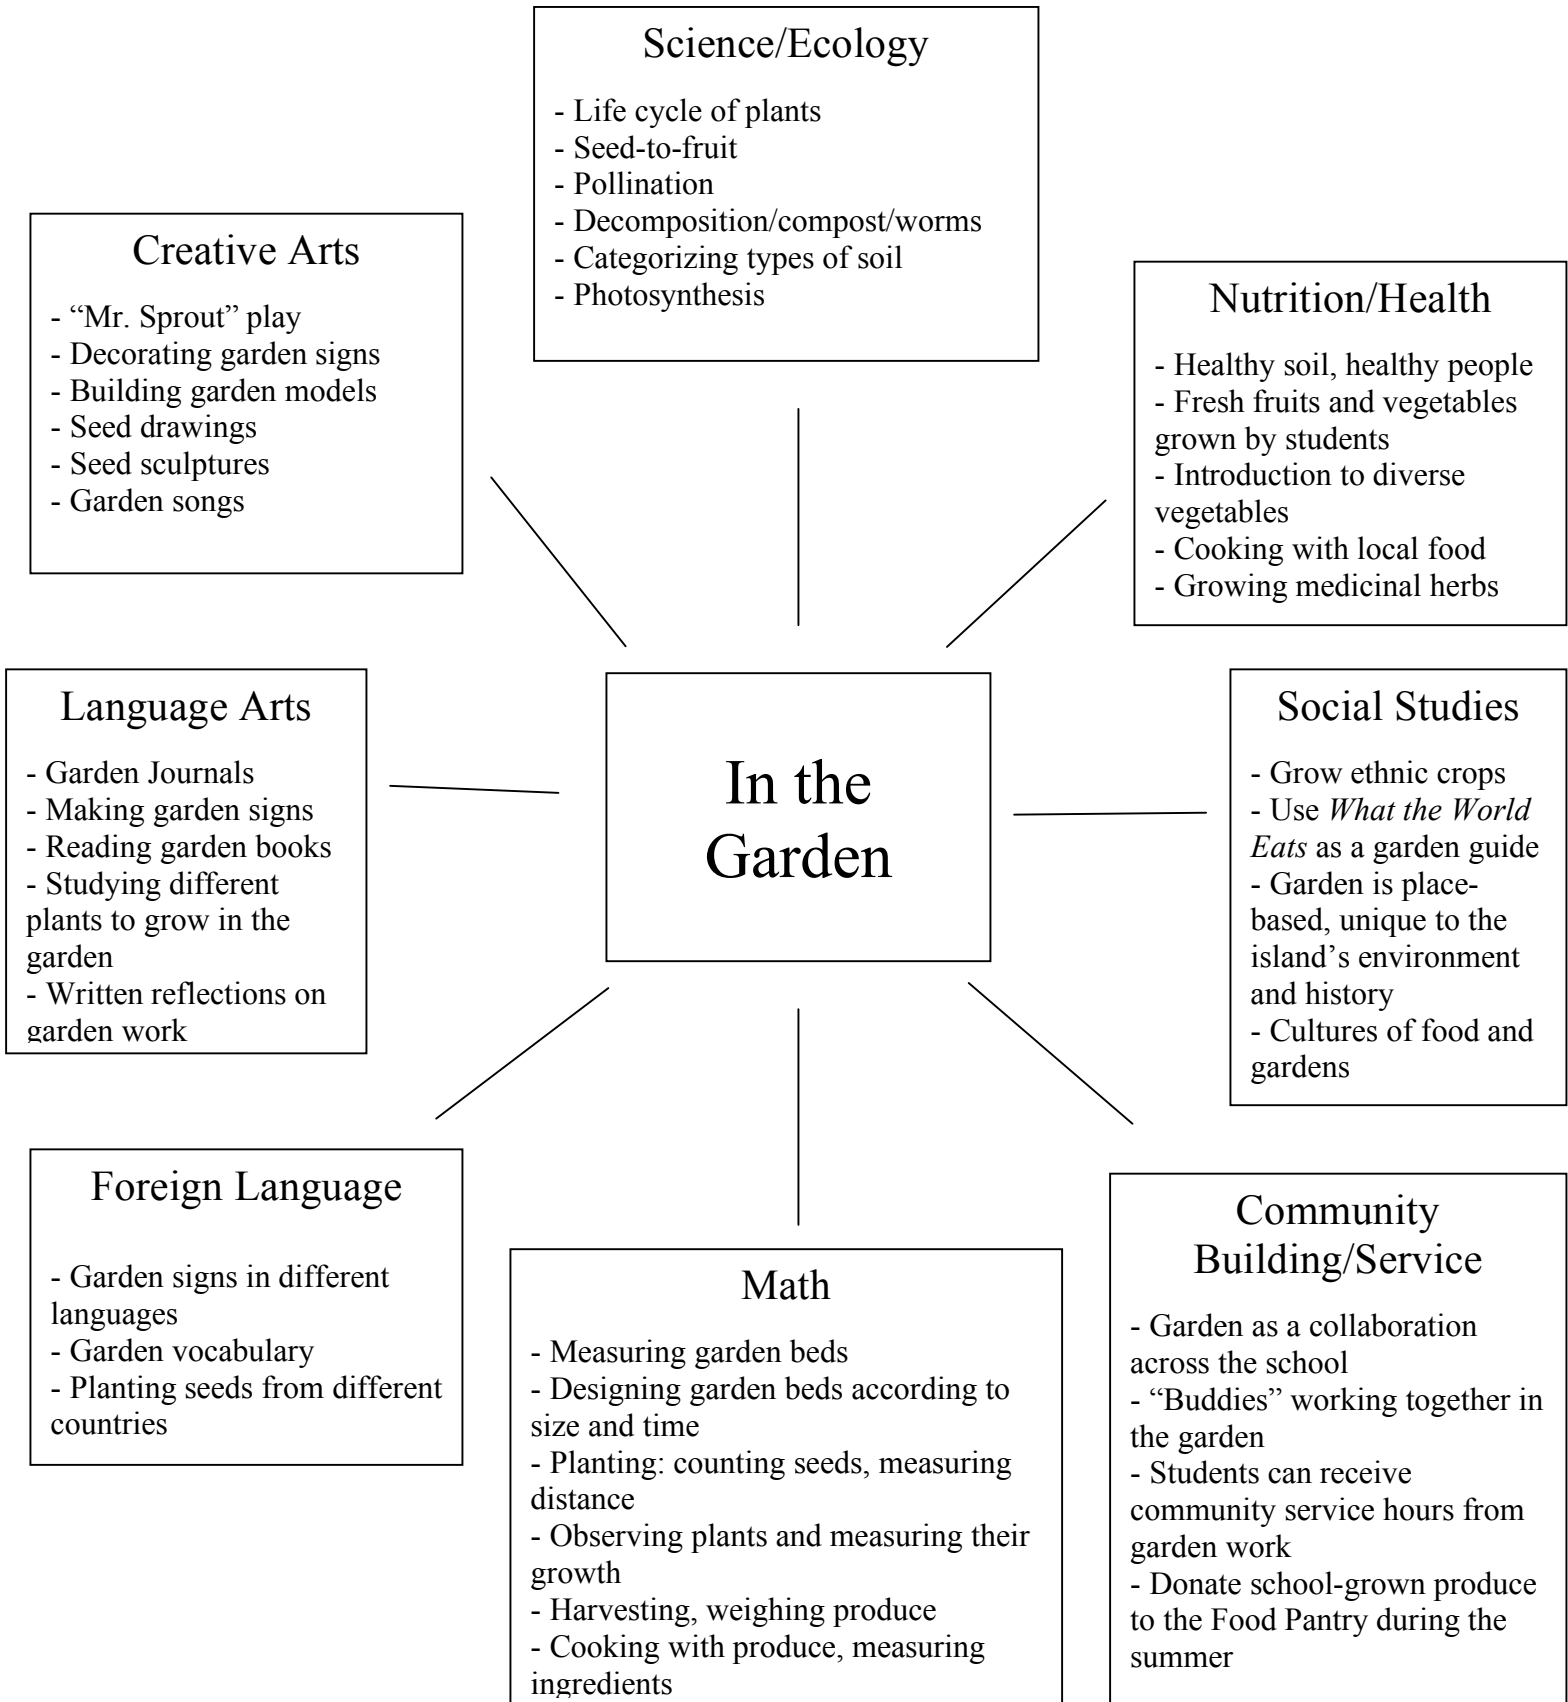 Science/Ecology
- Life cycle of plants
- Seed-to-fruit
- Pollination
- Decomposition/compost/worms
- Categorizing types of soil
- Photosynthesis
Creative Arts
- “Mr. Sprout” play
- Decorating garden signs
- Building garden models
- Seed drawings
- Seed sculptures
- Garden songs
Nutrition/Health
- Healthy soil, healthy people
- Fresh fruits and vegetables
grown by students
- Introduction to diverse
vegetables
- Cooking with local food
- Growing medicinal herbs
Language Arts
- Garden Journals
- Making garden signs
- Reading garden books
- Studying different
plants to grow in the
garden
- Written reflections on
garden work
In the
Garden
Social Studies
- Grow ethnic crops
- Use What the World
Eats as a garden guide
- Garden is place-
based, unique to the
island’s environment
and history
- Cultures of food and
gardens
Foreign Language
- Garden signs in different
languages
- Garden vocabulary
- Planting seeds from different
countries
Math
- Measuring garden beds
- Designing garden beds according to
size and time
- Planting: counting seeds, measuring
distance
- Observing plants and measuring their
growth
- Harvesting, weighing produce
- Cooking with produce, measuring
ingredients
Community
Building/Service
- Garden as a collaboration
across the school
- “Buddies” working together in
the garden
- Students can receive
community service hours from
garden work
- Donate school-grown produce
to the Food Pantry during the
summer